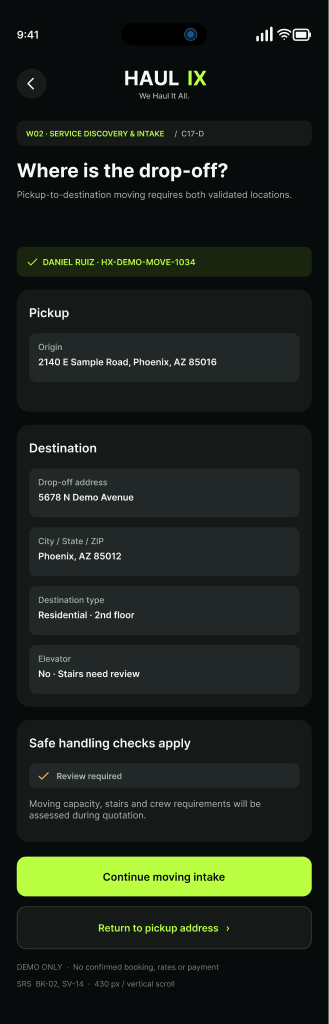 9:41
HAUL IX
We Haul It All.
W02 · SERVICE DISCOVERY & INTAKE / C17-D
Where is the drop-off?
Pickup-to-destination moving requires both validated locations.
DANIEL RUIZ · HX-DEMO-MOVE-1034
Pickup
Origin
2140 E Sample Road, Phoenix, AZ 85016
Destination
Drop-off address
5678 N Demo Avenue
City / State / ZIP
Phoenix, AZ 85012
Destination type
Residential · 2nd floor
Elevator
No · Stairs need review
Safe handling checks apply
Review required
Moving capacity, stairs and crew requirements will be
assessed during quotation.
Continue moving intake
Return to pickup address ›
DEMO ONLY · No confirmed booking, rates or payment
SRS BK-02, SV-14 · 430 px / vertical scroll